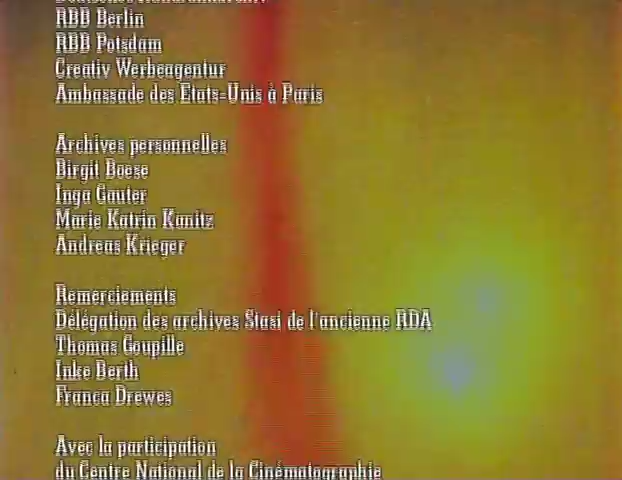 RBB Berlin
RBB Potsdam
Creativ Werbeagentur
Ambassade des Etats-Unis à Paris
Archives personnelles
Birgit Boese
Inga Gauter
Marie Katrin Kanitz
Andreas Krieger
Remerciements
Délégation des archives Stasi de l'ancienne RDA
Thomas Goupille
Inke Berth
Franca Drewes
Avec la participation
du Centre National de la Cinématographie